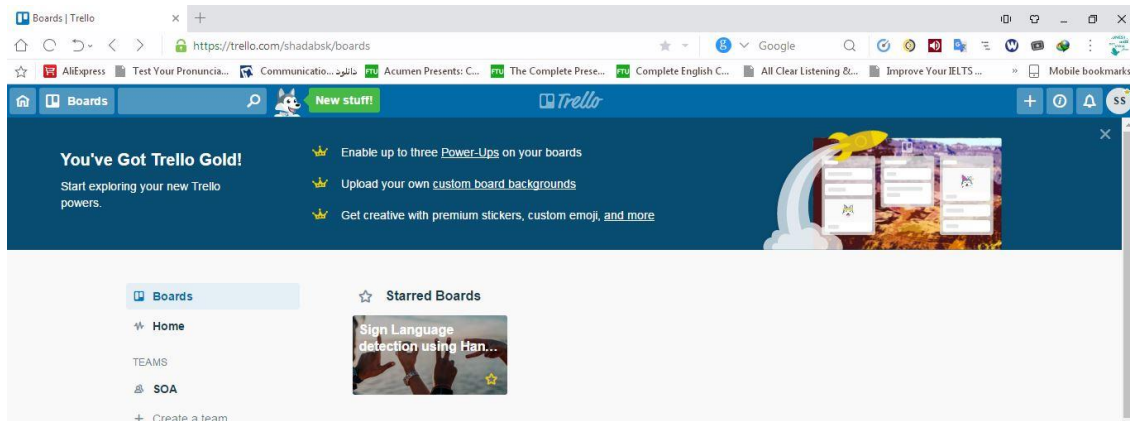 Boards | Trello
https://trello.com/shadabsk/boards
Google
AliExpress Test Your Pronuncia... Communicatio... دانلود FTU Acumen Presents: C... FTU The Complete Prese... FTU Complete English C... All Clear Listening &... Improve Your IELTS ... » Mobile bookmarks
Boards New stuff! Trello SS
You've Got Trello Gold!
Start exploring your new Trello
powers.
Enable up to three Power-Ups on your boards
Upload your own custom board backgrounds
Get creative with premium stickers, custom emoji, and more
Boards
Home
TEAMS
SOA
+ Create a team
Starred Boards
Sign Language
detection using Han...